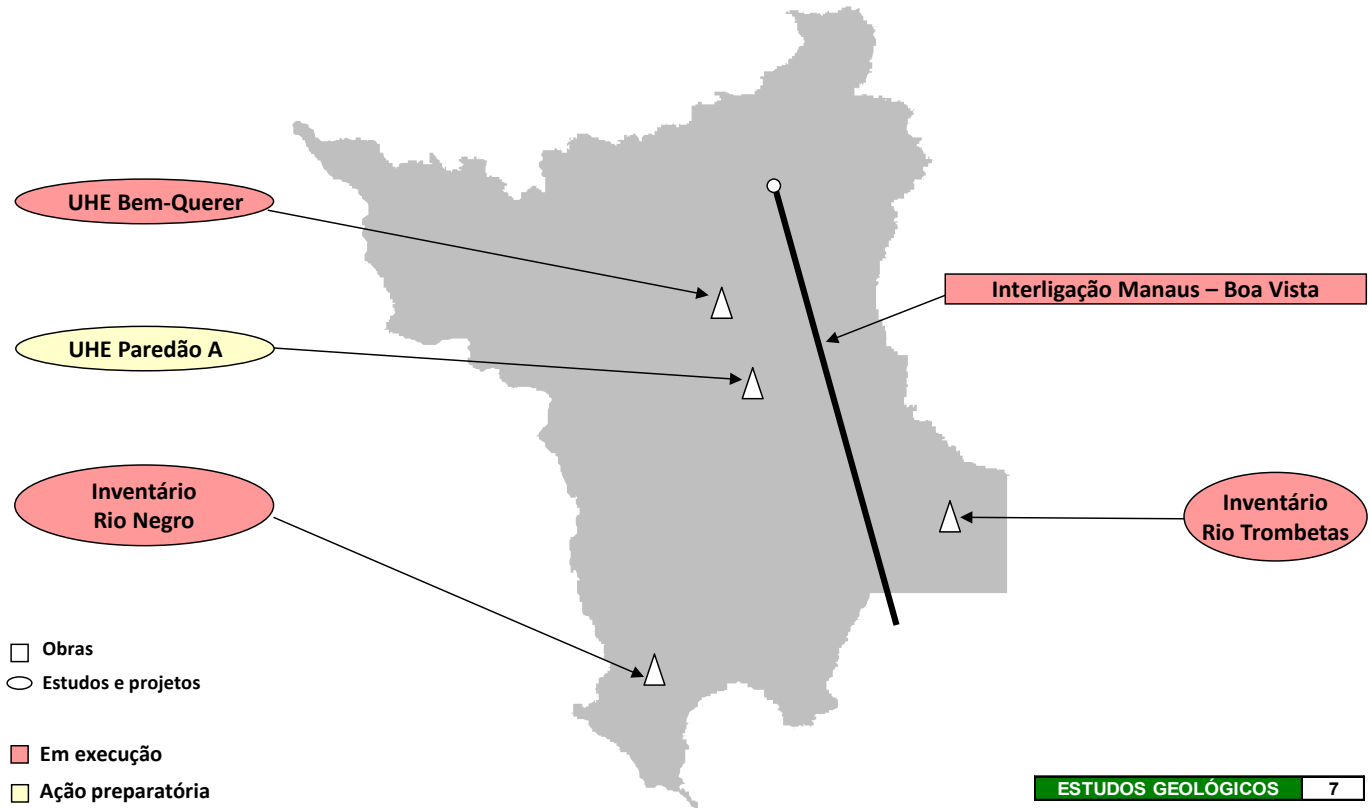 UHE Bem-Querer
Interligação Manaus – Boa Vista
UHE Paredão A
Inventário
Rio Negro
Inventário
Rio Trombetas
Obras
Estudos e projetos
Em execução
Ação preparatória
ESTUDOS GEOLÓGICOS 7